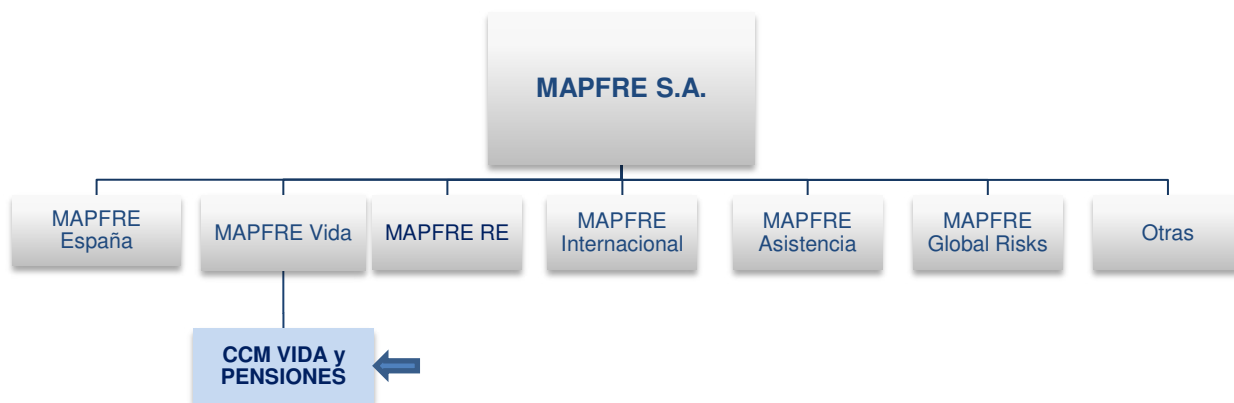 MAPFRE S.A.
MAPFRE
España
MAPFRE Vida
MAPFRE RE
MAPFRE
Internacional
MAPFRE
Asistencia
MAPFRE
Global Risks
Otras
CCM VIDA y
PENSIONES